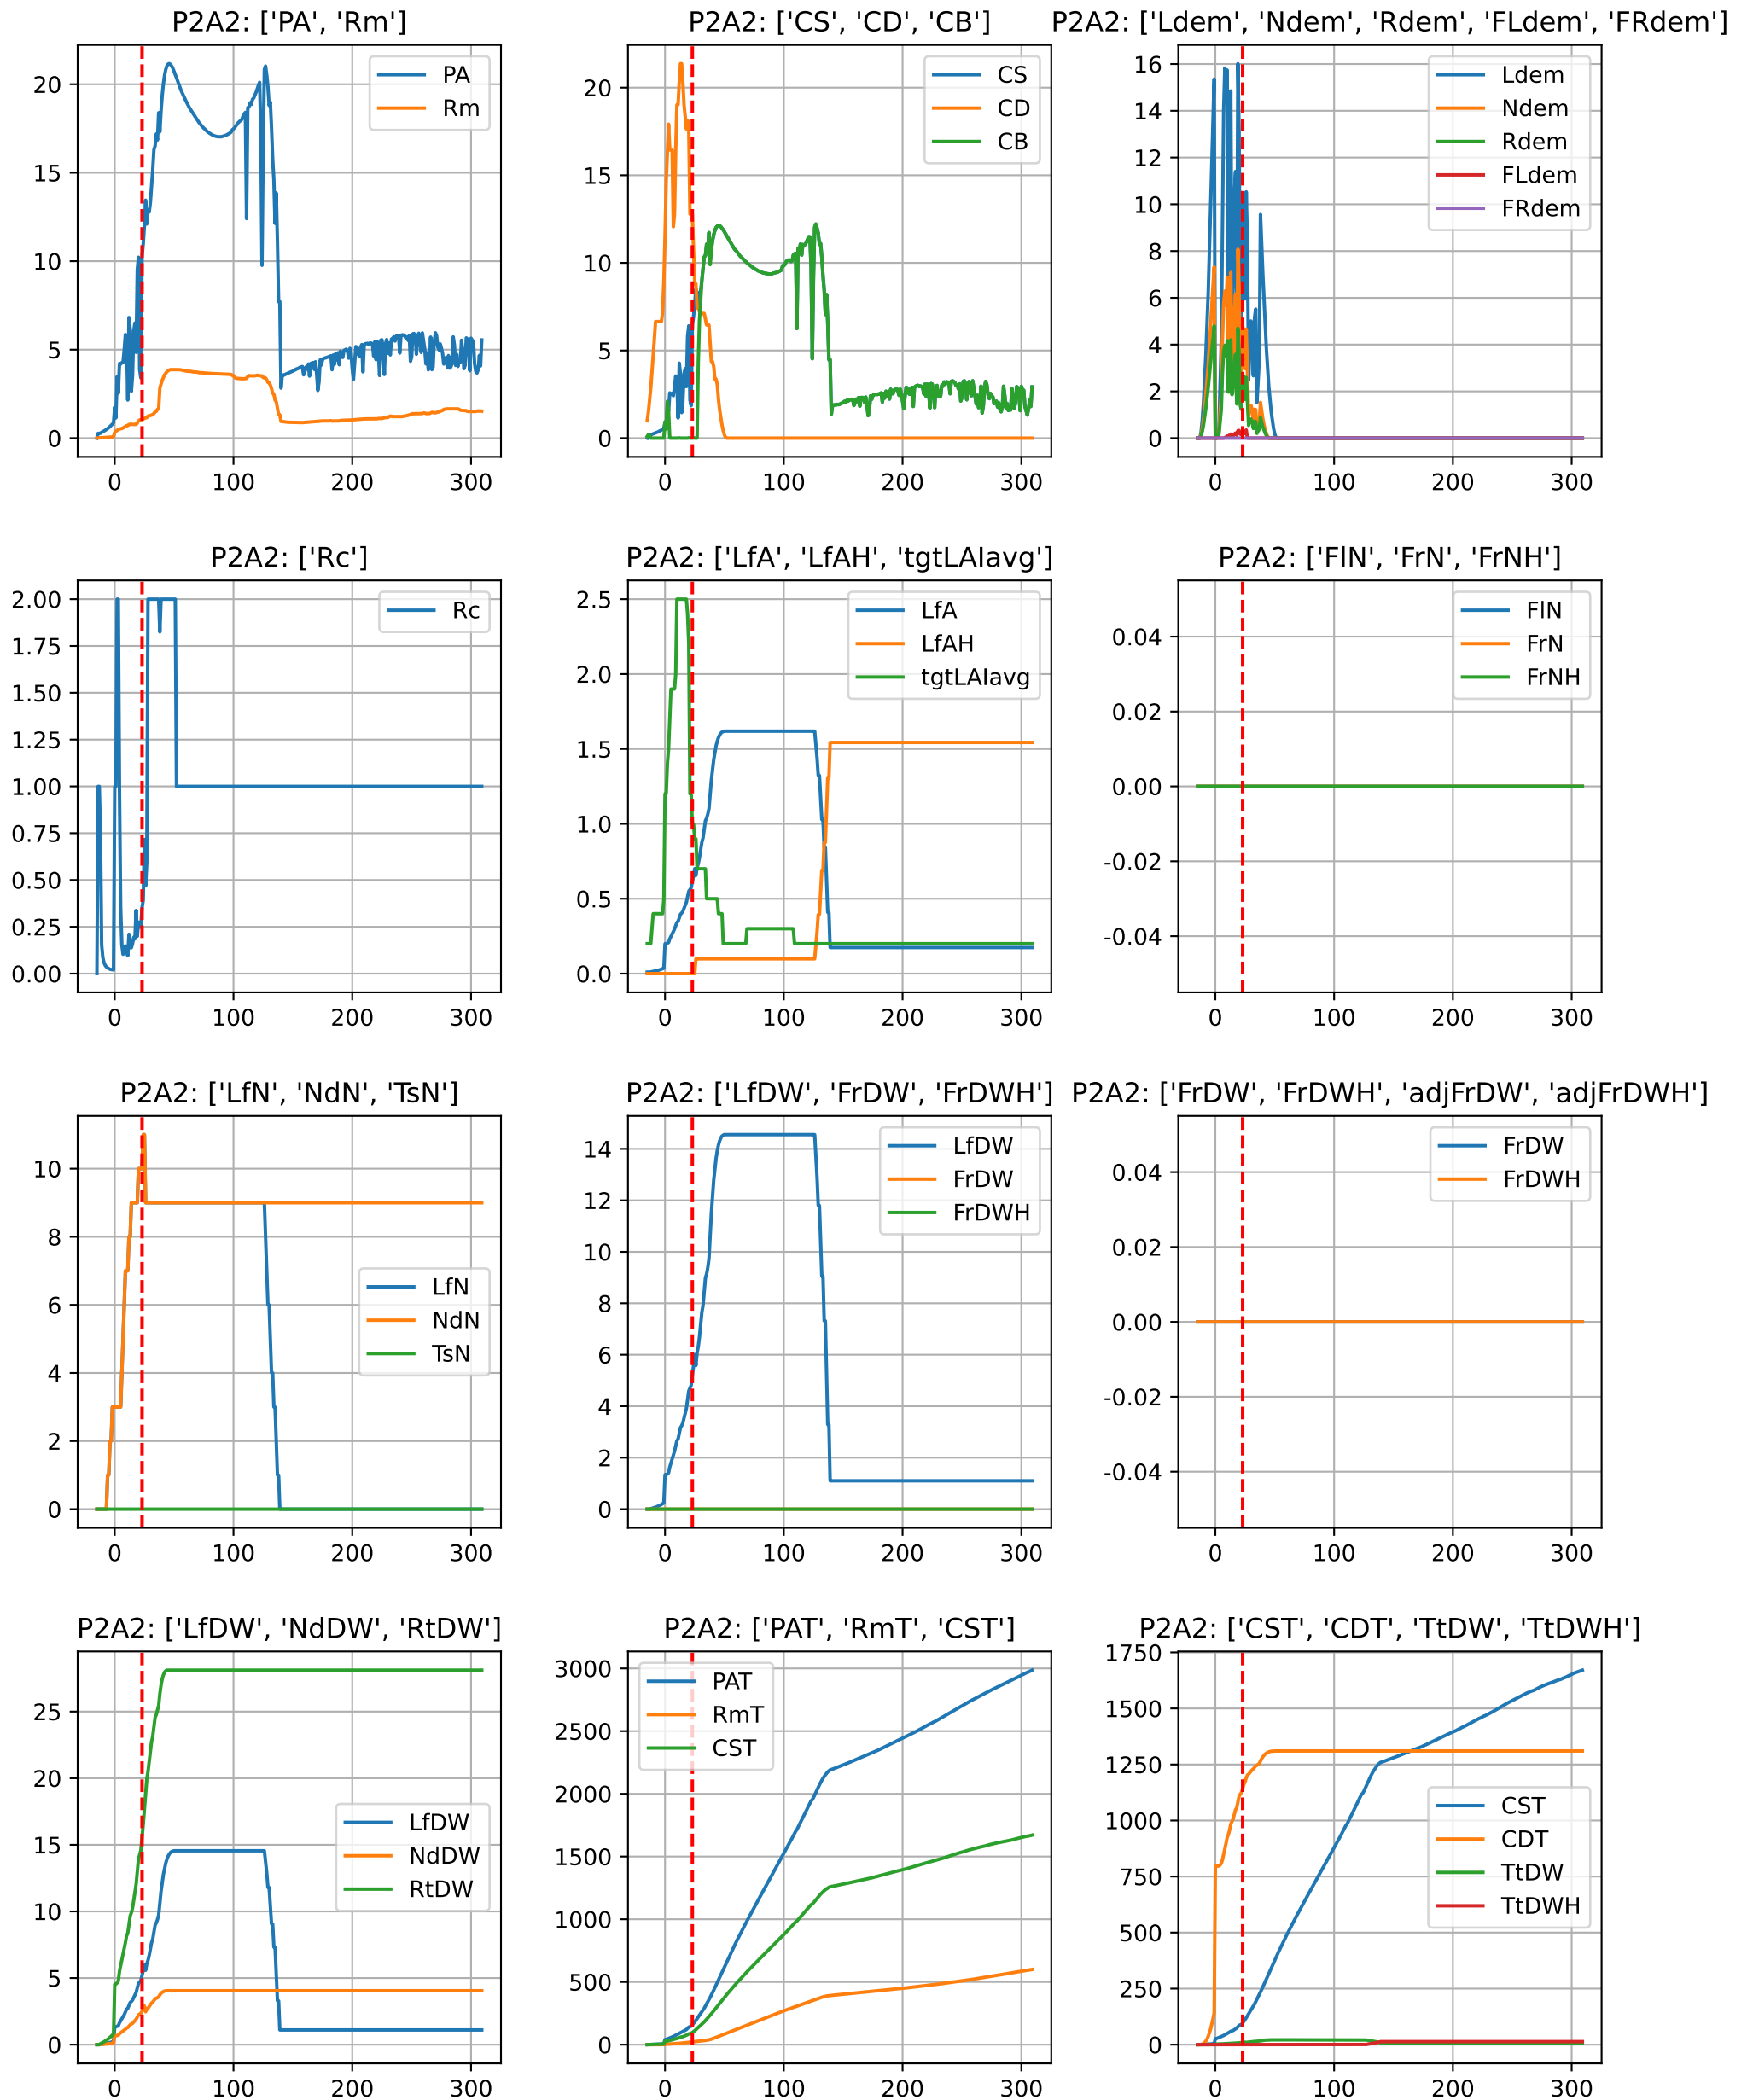 P2A2: ['PA', 'Rm']
20
15
10
5
0
0 100 200 300
PA
Rm
P2A2: ['CS', 'CD', 'CB']
20
15
10
5
0
0 100 200 300
CS
CD
CB
P2A2: ['Ldem', 'Ndem', 'Rdem', 'FLdem', 'FRdem']
16
14
12
10
8
6
4
2
0
0 100 200 300
Ldem
Ndem
Rdem
FLdem
FRdem
P2A2: ['Rc']
2.00
1.75
1.50
1.25
1.00
0.75
0.50
0.25
0.00
0 100 200 300
Rc
P2A2: ['LfA', 'LfAH', 'tgtLAIavg']
2.5
2.0
1.5
1.0
0.5
0.0
0 100 200 300
LfA
LfAH
tgtLAIavg
P2A2: ['FlN', 'FrN', 'FrNH']
0.04
0.02
0.00
-0.02
-0.04
0 100 200 300
FlN
FrN
FrNH
P2A2: ['LfN', 'NdN', 'TsN']
10
8
6
4
2
0
0 100 200 300
LfN
NdN
TsN
P2A2: ['LfDW', 'FrDW', 'FrDWH']
14
12
10
8
6
4
2
0
0 100 200 300
LfDW
FrDW
FrDWH
P2A2: ['FrDW', 'FrDWH', 'adjFrDW', 'adjFrDWH']
0.04
0.02
0.00
-0.02
-0.04
0 100 200 300
FrDW
FrDWH
P2A2: ['LfDW', 'NdDW', 'RtDW']
25
20
15
10
5
0
0 100 200 300
LfDW
NdDW
RtDW
P2A2: ['PAT', 'RmT', 'CST']
3000
2500
2000
1500
1000
500
0
0 100 200 300
PAT
RmT
CST
P2A2: ['CST', 'CDT', 'TtDW', 'TtDWH']
1750
1500
1250
1000
750
500
250
0
0 100 200 300
CST
CDT
TtDW
TtDWH